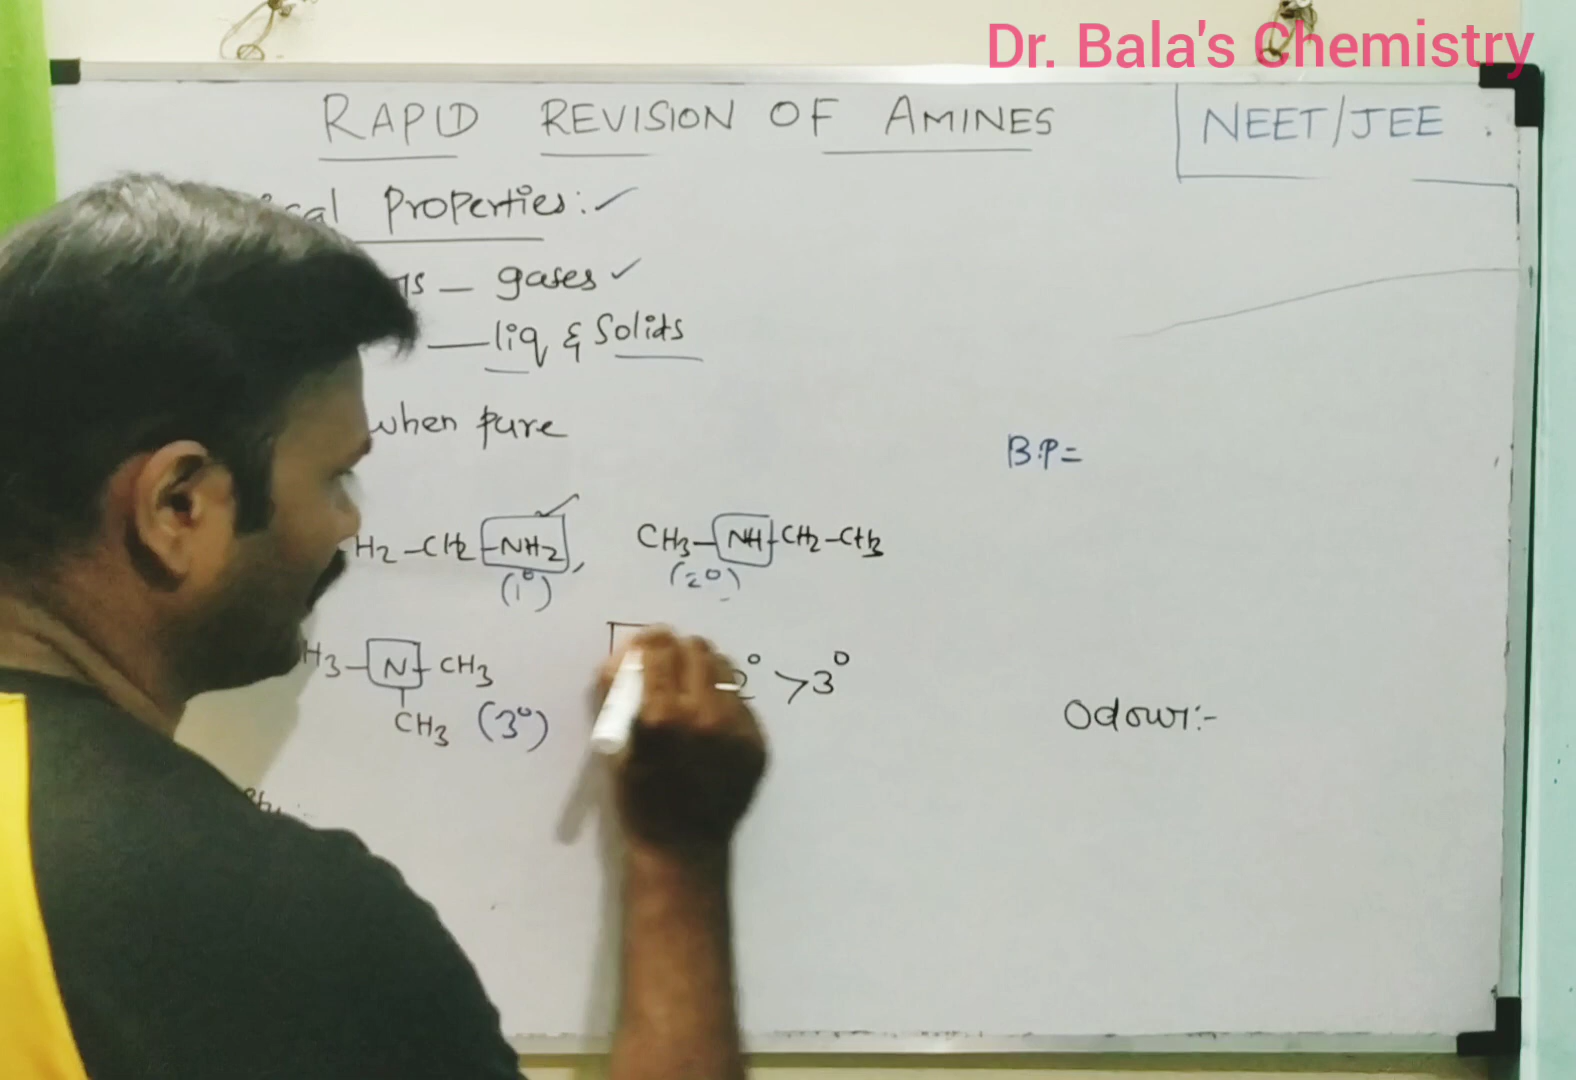 Dr. Bala's Chemistry
RAPID REVISION OF AMINES
NEET/JEE
Properties:- ✓
— gases ✓
— liq & Solids
when pure
B.P =
H2 -CH2 -NH2, CH3-NH-CH2-CH3
(1°) (2°)
H3-N-CH3
2° >3°
CH3 (3°)
Odour:-